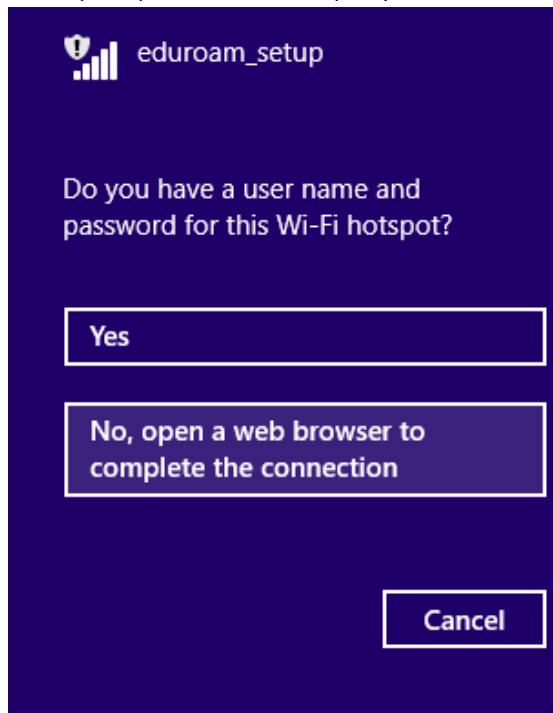 eduroam_setup
Do you have a user name and
password for this Wi-Fi hotspot?
Yes
No, open a web browser to
complete the connection
Cancel